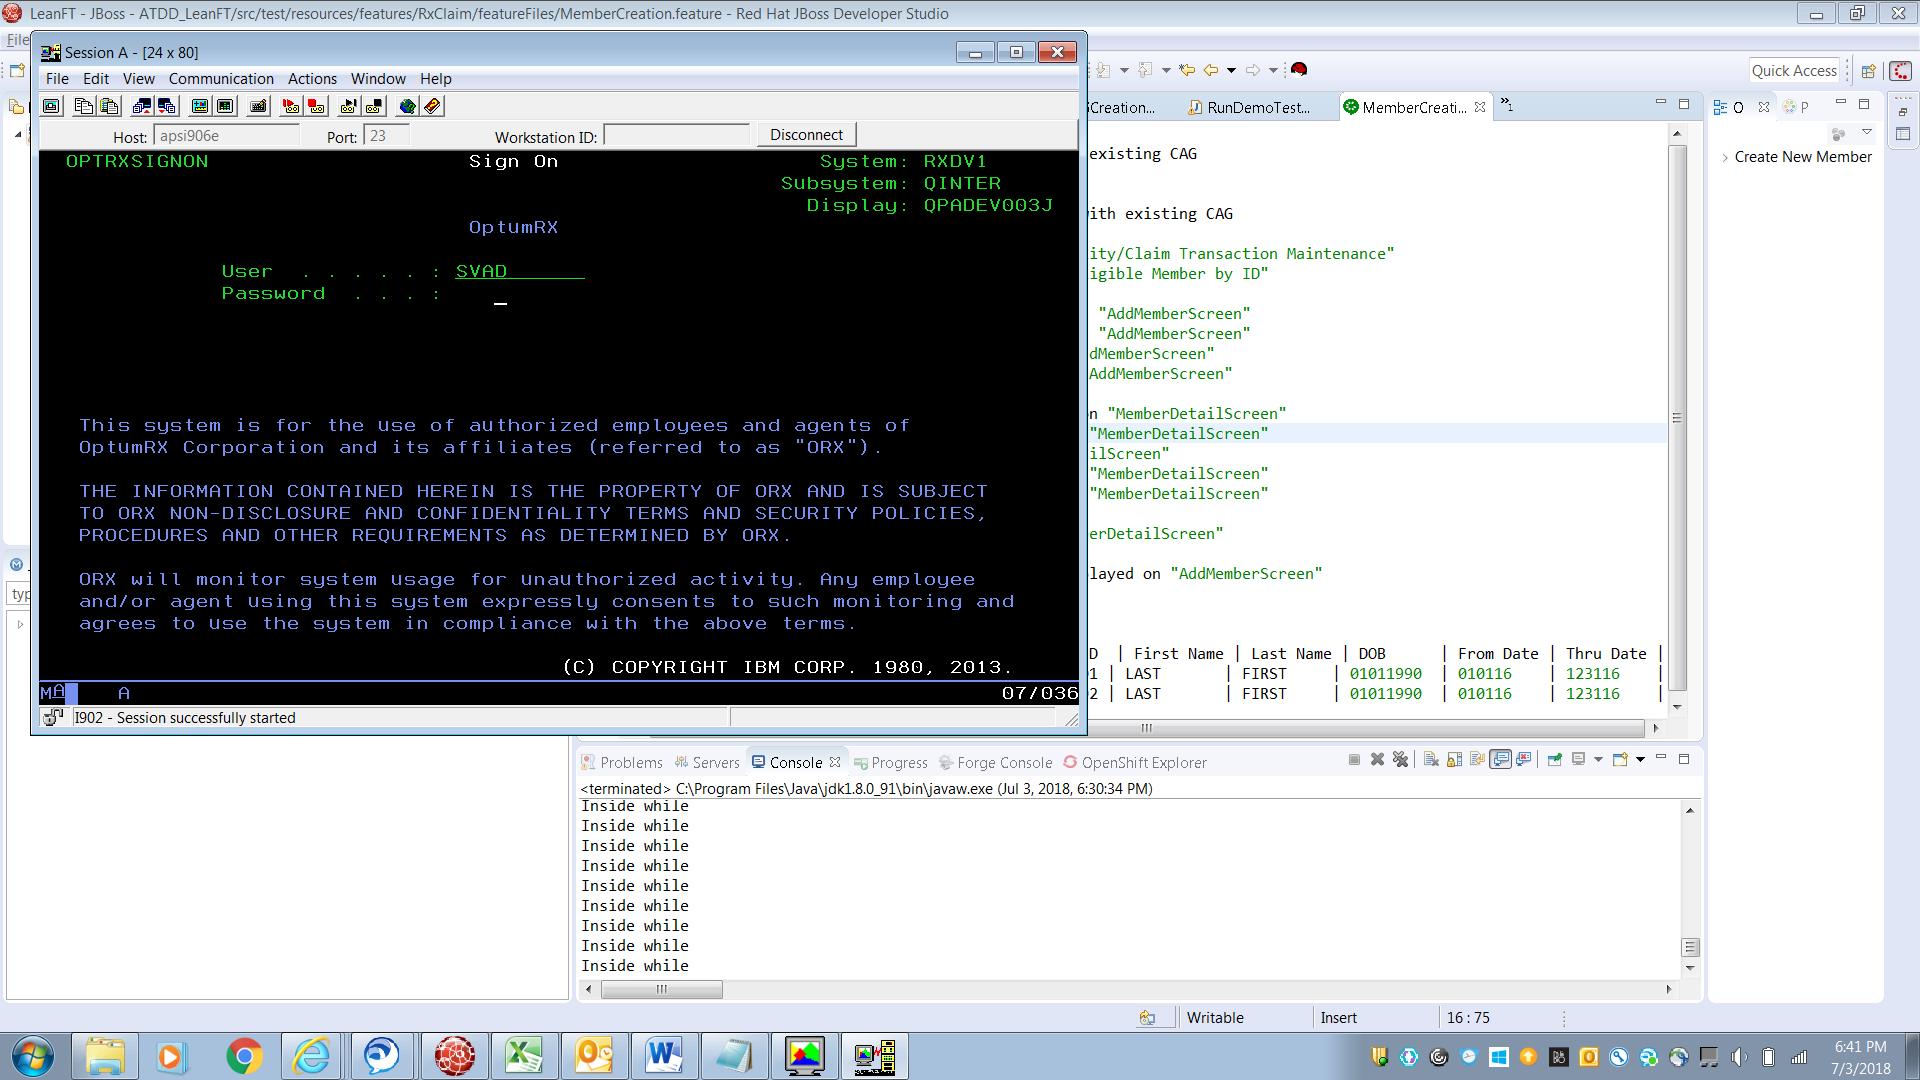 LeanFT - JBoss - ATDD_LeanFT/src/test/resources/features/RxClaim/featureFiles/MemberCreation.feature - Red Hat JBoss Developer Studio
File
Session A - [24 x 80]
File Edit View Communication Actions Window Help
Host: apsi906e Port: 23 Workstation ID: Disconnect
OPTRXSIGNON Sign On System: RXDV1
Subsystem: QINTER
Display: QPADEV003J
OptumRX
User . . . . . : SVAD
Password . . . :
This system is for the use of authorized employees and agents of
OptumRX Corporation and its affiliates (referred to as "ORX").
THE INFORMATION CONTAINED HEREIN IS THE PROPERTY OF ORX AND IS SUBJECT
TO ORX NON-DISCLOSURE AND CONFIDENTIALITY TERMS AND SECURITY POLICIES,
PROCEDURES AND OTHER REQUIREMENTS AS DETERMINED BY ORX.
ORX will monitor system usage for unauthorized activity. Any employee
and/or agent using this system expressly consents to such monitoring and
agrees to use the system in compliance with the above terms.
(C) COPYRIGHT IBM CORP. 1980, 2013.
MA A 07/036
I902 - Session successfully started
Quick Access
Creation... RunDemoTest... MemberCreati... »1
O P
Create New Member
existing CAG
ith existing CAG
ity/Claim Transaction Maintenance"
igible Member by ID"
"AddMemberScreen"
"AddMemberScreen"
dMemberScreen"
AddMemberScreen"
n "MemberDetailScreen"
"MemberDetailScreen"
ilScreen"
"MemberDetailScreen"
"MemberDetailScreen"
erDetailScreen"
layed on "AddMemberScreen"
D | First Name | Last Name | DOB | From Date | Thru Date |
1 | LAST | FIRST | 01011990 | 010116 | 123116 |
2 | LAST | FIRST | 01011990 | 010116 | 123116 |
typ
Problems Servers Console Progress Forge Console OpenShift Explorer
<terminated> C:\Program Files\Java\jdk1.8.0_91\bin\javaw.exe (Jul 3, 2018, 6:30:34 PM)
Inside while
Inside while
Inside while
Inside while
Inside while
Inside while
Inside while
Inside while
Inside while
Writable Insert 16 : 75
6:41 PM
7/3/2018